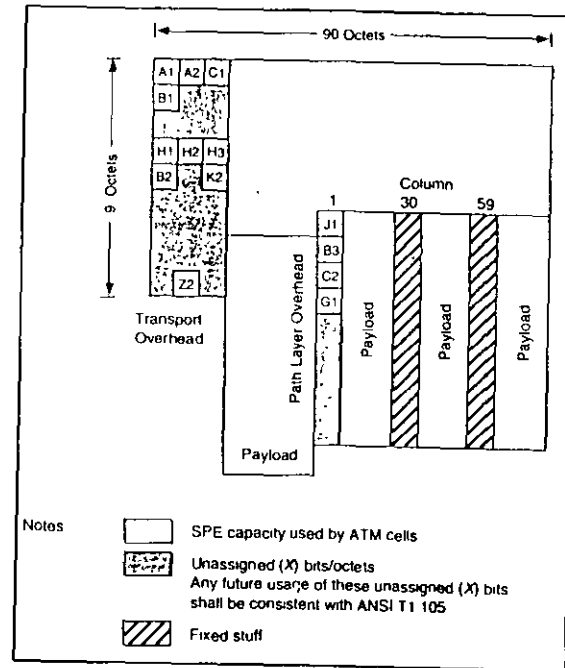 90 Octets
A1 A2 C1
B1
H1 H2 H3
B2 K2
Z2
9 Octets
Transport
Overhead
Column
1 30 59
J1
B3
C2
G1
Path Layer Overhead
Payload
Payload
Payload
Payload
Notes
SPE capacity used by ATM cells
Unassigned (X) bits/octets
Any future usage of these unassigned (X) bits
shall be consistent with ANSI T1 105
Fixed stuff